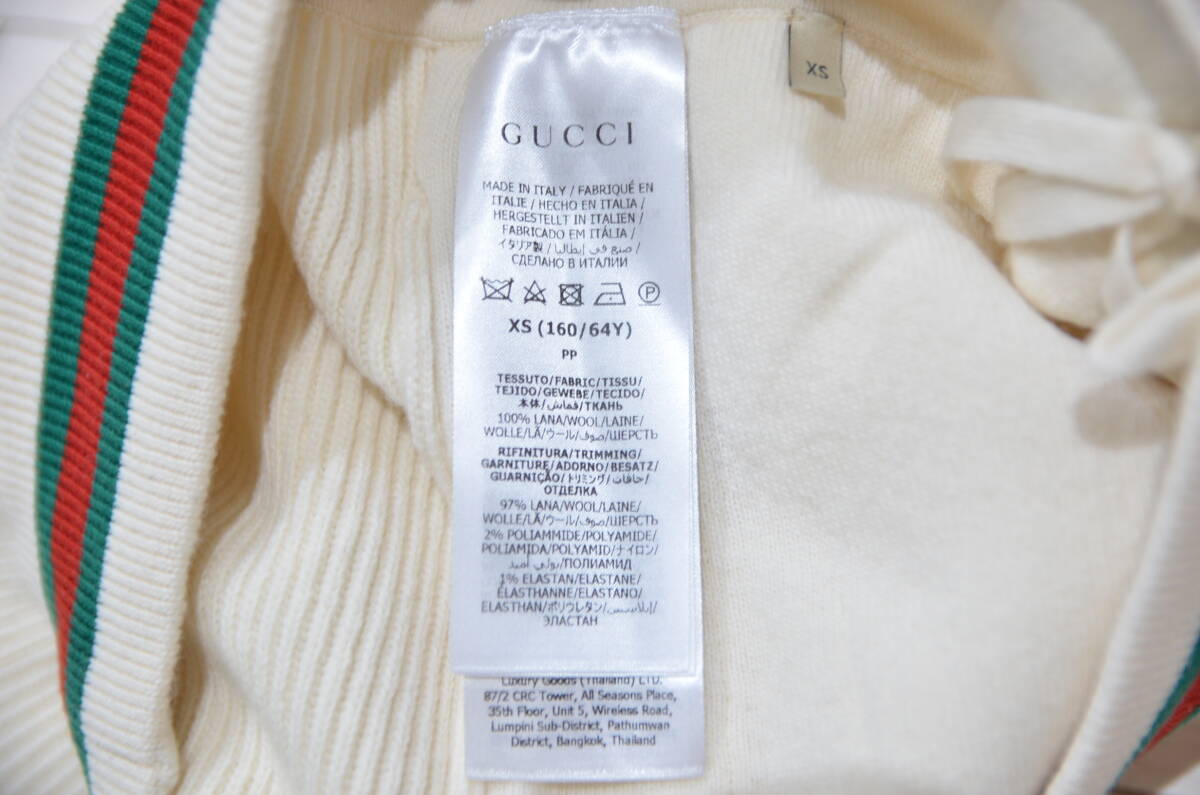 XS
GUCCI
MADE IN ITALY / FABRIQUÉ EN
ITALIE / HECHO EN ITALIA /
HERGESTELLT IN ITALIEN /
FABRICADO EM ITÁLIA /
イタリア製 / صنع في إيطاليا /
СДЕЛАНО В ИТАЛИИ
P
XS (160/64Y)
PP
TESSUTO/FABRIC/TISSU/
TEJIDO/GEWEBE/TECIDO/
本体/قماش/ТКАНЬ
100% LANA/WOOL/LAINE/
WOLLE/LÃ/ウール/صوف/ШЕРСТЬ
RIFINITURA/TRIMMING/
GARNITURE/ADORNO/BESATZ/
GUARNIÇÃO/トリミング/حافات/
ОТДЕЛКА
97% LANA/WOOL/LAINE/
WOLLE/LÃ/ウール/صوف/ШЕРСТЬ
2% POLIAMMIDE/POLYAMIDE/
POLIAMIDA/POLYAMID/ナイロン/
بولي أميد/ПОЛИАМИД
1% ELASTAN/ELASTANE/
ÉLASTHANNE/ELASTANO/
ELASTHAN/ポリウレタン/إيلاستين/
ЭЛАСТАН
Luxury Goods (Thailand) LTD.
87/2 CRC Tower, All Seasons Place,
35th Floor, Unit 5, Wireless Road,
Lumpini Sub-District, Pathumwan
District, Bangkok, Thailand